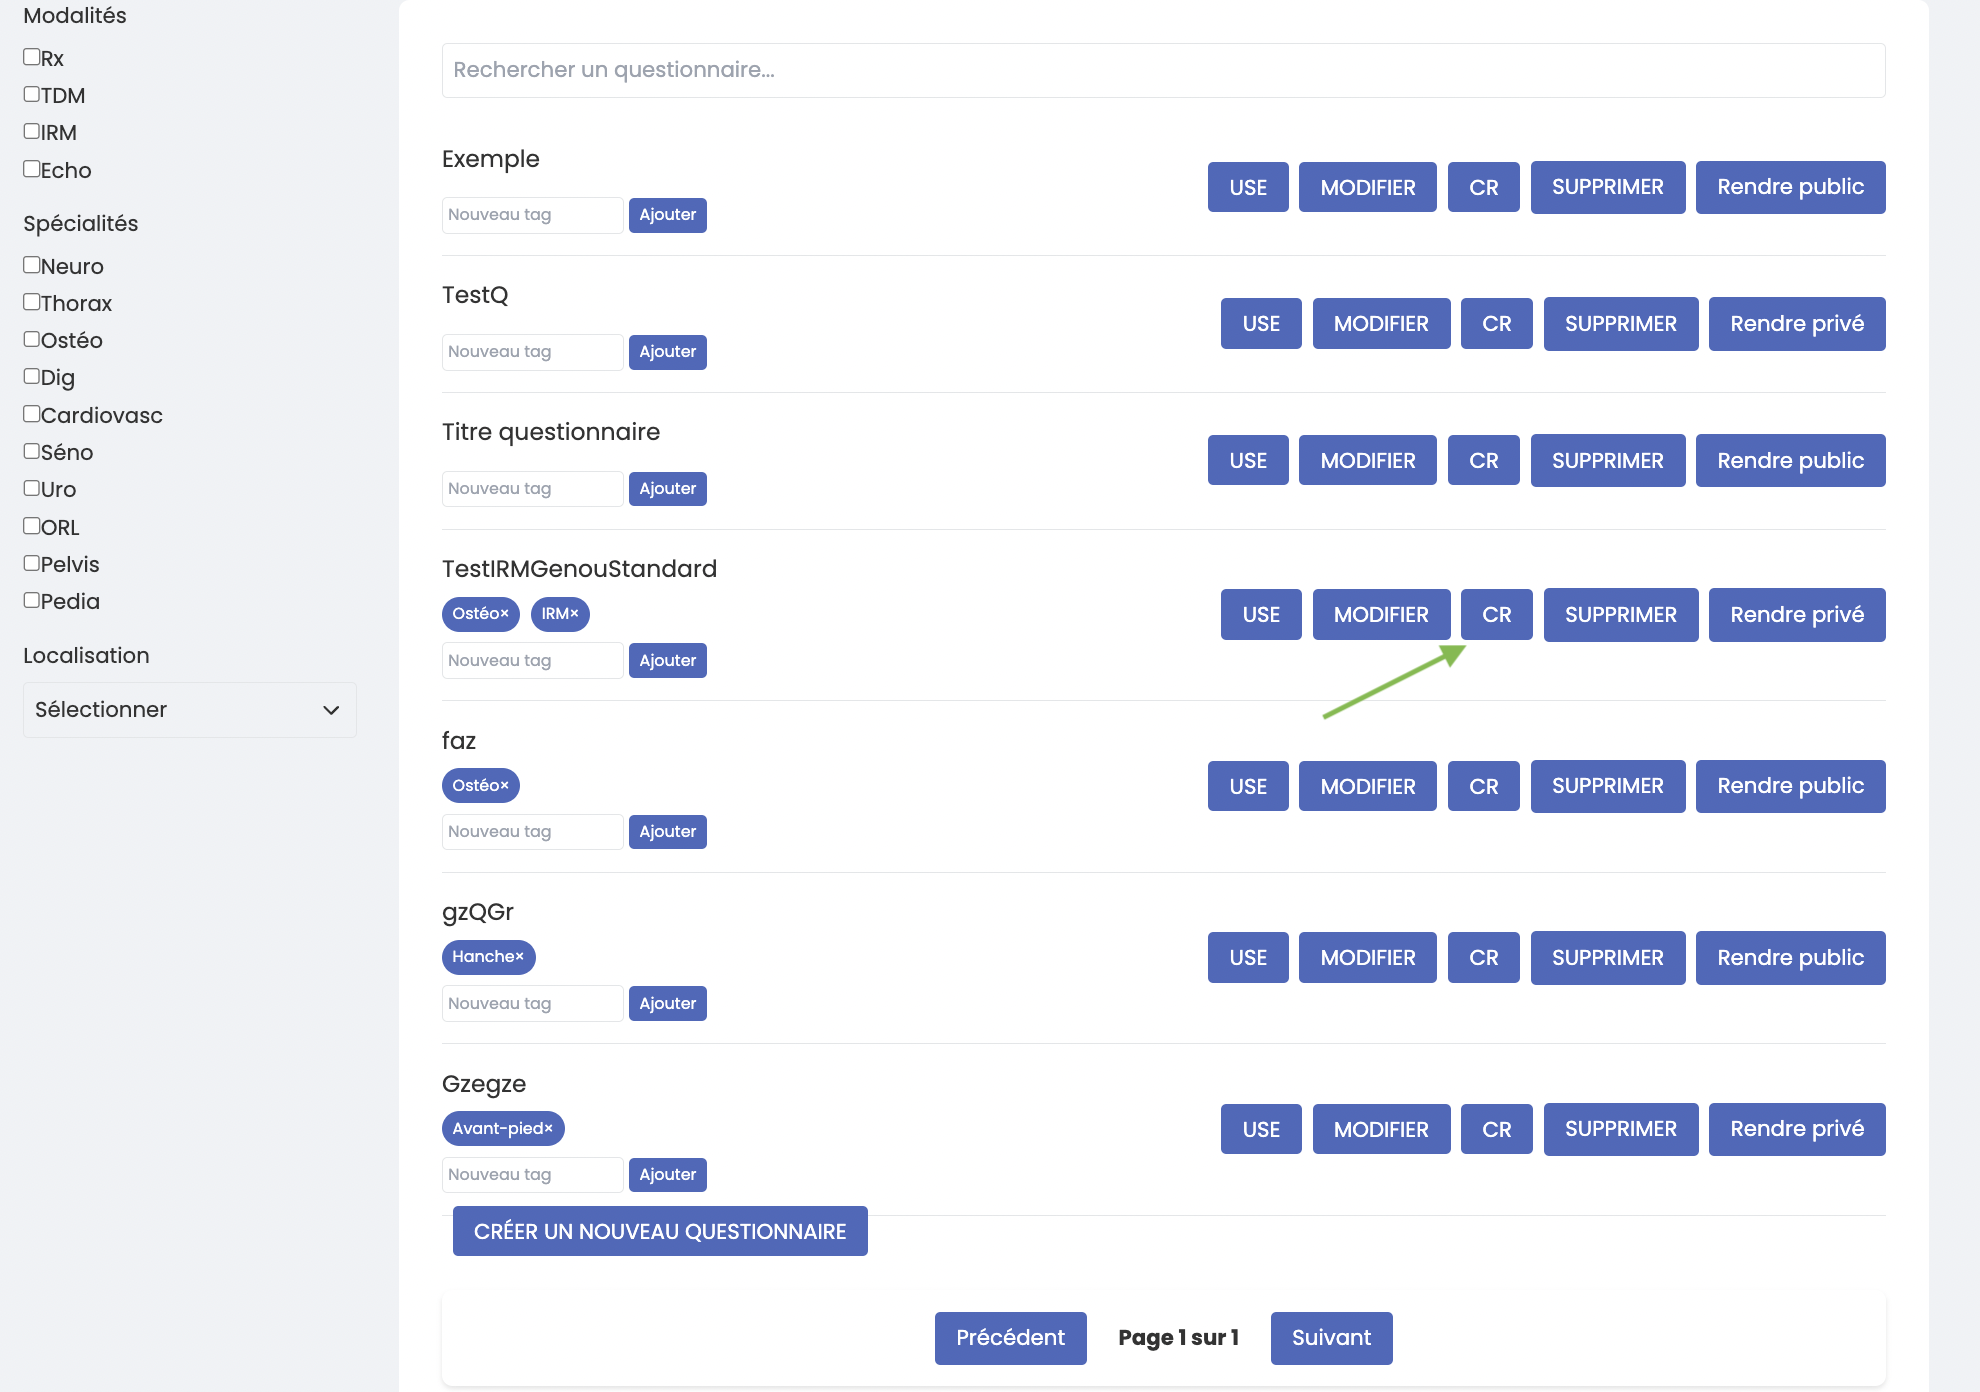 Modalités
Rx
TDM
IRM
Echo
Spécialités
Neuro
Thorax
Ostéo
Dig
Cardiovasc
Séno
Uro
ORL
Pelvis
Pedia
Localisation
Sélectionner
Rechercher un questionnaire...
Exemple
Nouveau tag Ajouter
USE MODIFIER CR SUPPRIMER Rendre public
TestQ
Nouveau tag Ajouter
USE MODIFIER CR SUPPRIMER Rendre privé
Titre questionnaire
Nouveau tag Ajouter
USE MODIFIER CR SUPPRIMER Rendre public
TestIRMGenouStandard
Ostéo× IRM×
Nouveau tag Ajouter
USE MODIFIER CR SUPPRIMER Rendre privé
faz
Ostéo×
Nouveau tag Ajouter
USE MODIFIER CR SUPPRIMER Rendre public
gzQGr
Hanche×
Nouveau tag Ajouter
USE MODIFIER CR SUPPRIMER Rendre public
Gzegze
Avant-pied×
Nouveau tag Ajouter
USE MODIFIER CR SUPPRIMER Rendre privé
CRÉER UN NOUVEAU QUESTIONNAIRE
Précédent Page 1 sur 1 Suivant